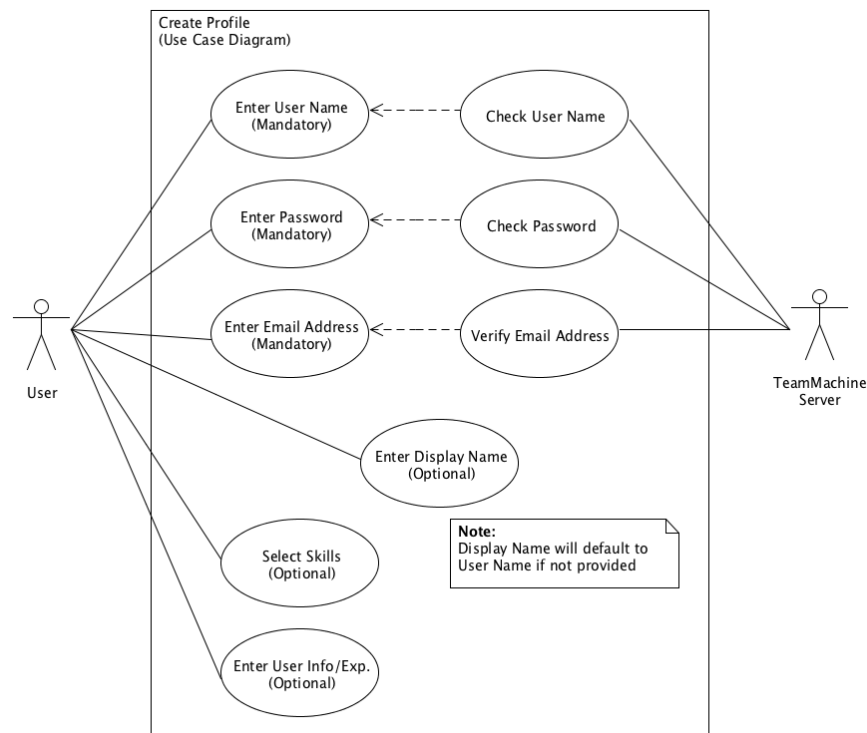 Create Profile
(Use Case Diagram)
Enter User Name
(Mandatory)
Check User Name
Enter Password
(Mandatory)
Check Password
Enter Email Address
(Mandatory)
Verify Email Address
User
TeamMachine
Server
Enter Display Name
(Optional)
Note:
Display Name will default to
User Name if not provided
Select Skills
(Optional)
Enter User Info/Exp.
(Optional)